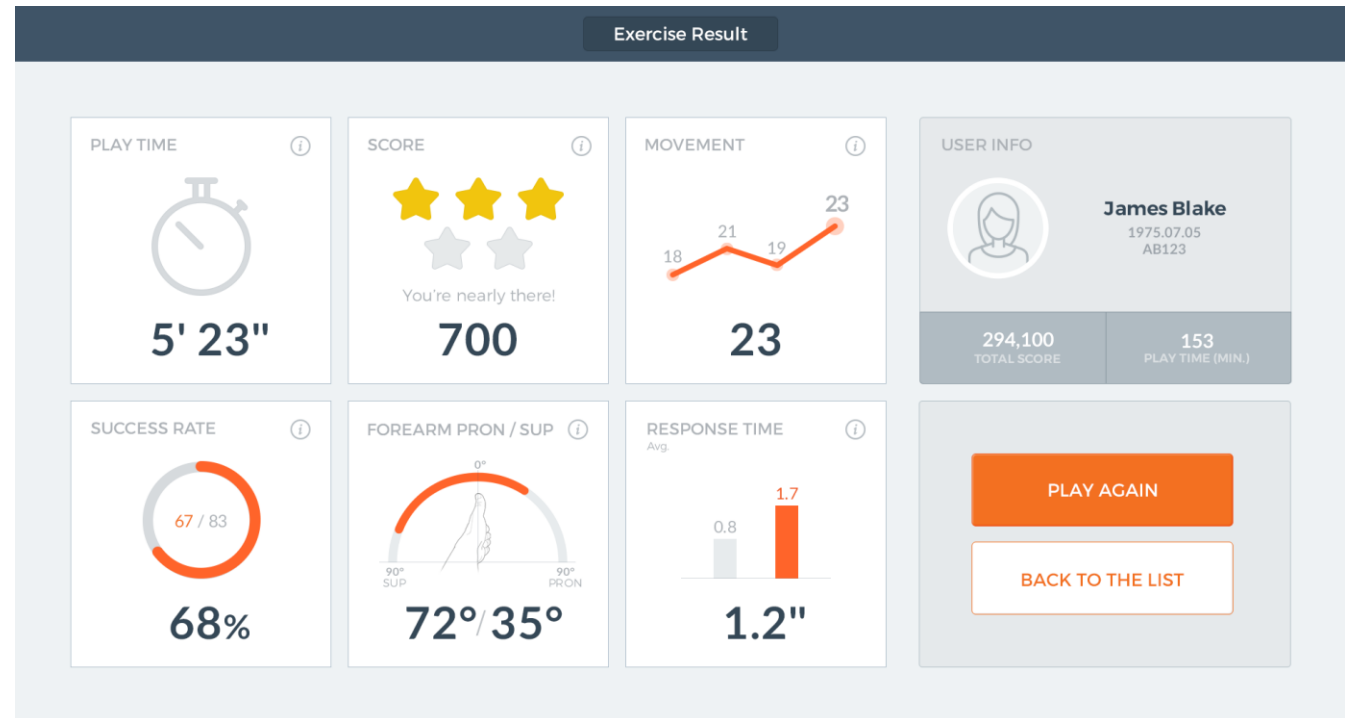 Exercise Result
PLAY TIME
i
5' 23"
SCORE
i
You're nearly there!
700
MOVEMENT
i
18
21
19
23
23
USER INFO
James Blake
1975.07.05
AB123
294,100
TOTAL SCORE
153
PLAY TIME (MIN.)
SUCCESS RATE
i
67 / 83
68%
FOREARM PRON / SUP
i
0°
90°
SUP
90°
PRON
72°/35°
RESPONSE TIME
i
Avg.
0.8
1.7
1.2"
PLAY AGAIN
BACK TO THE LIST